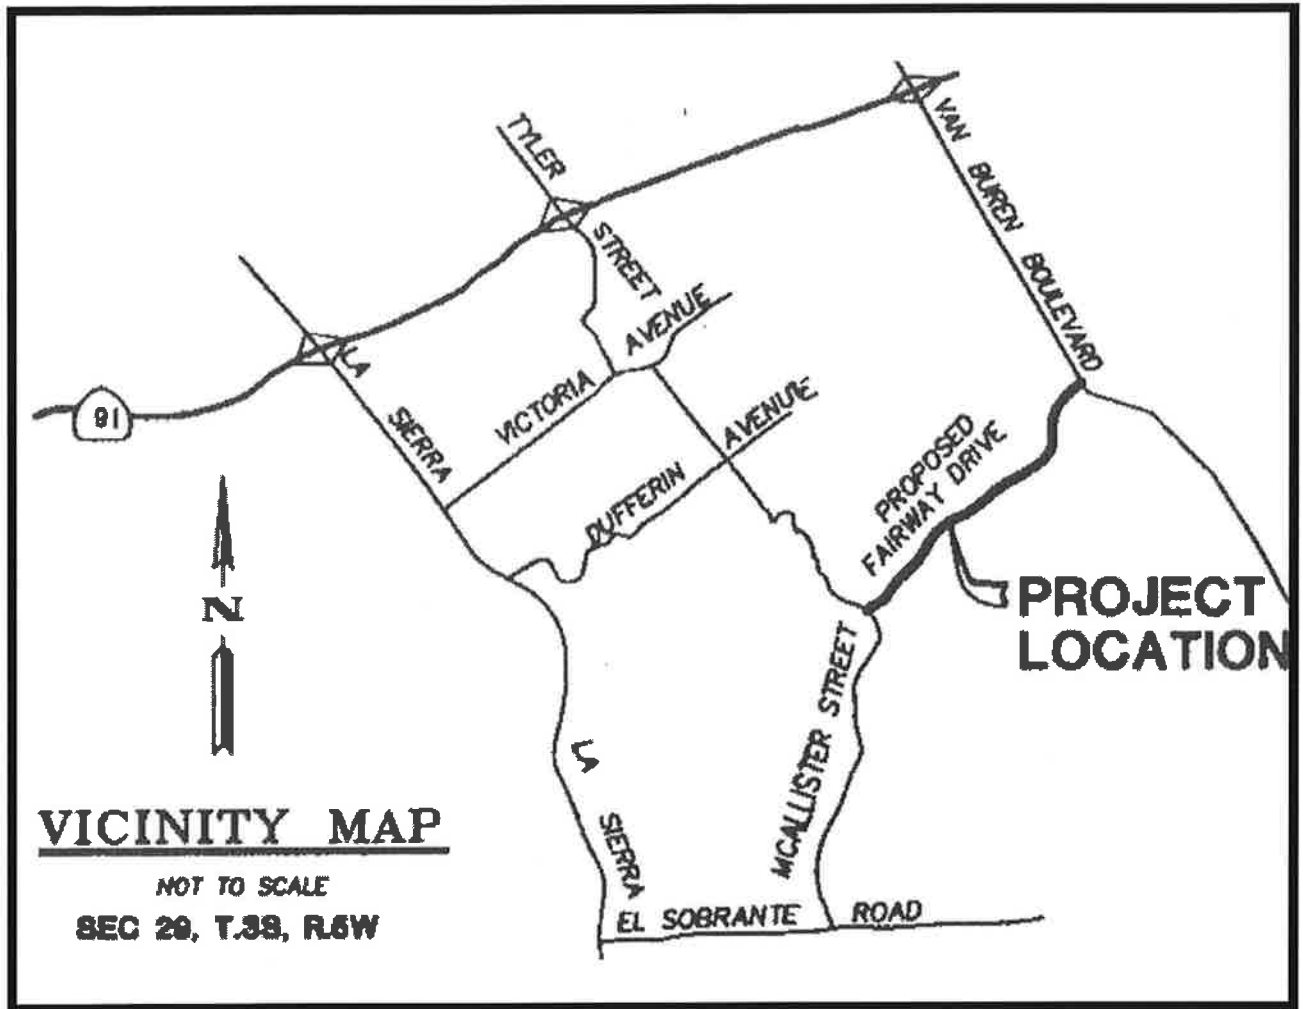 TYLER
STREET
VAN BUREN BOULEVARD
VICTORIA AVENUE
LA SIERRA
91
DUFFERIN AVENUE
PROPOSED
FAIRWAY DRIVE
PROJECT
LOCATION
N
MCALLISTER STREET
LA SIERRA
VICINITY MAP
NOT TO SCALE
SEC 29, T.3S, R.5W
EL SOBRANTE ROAD